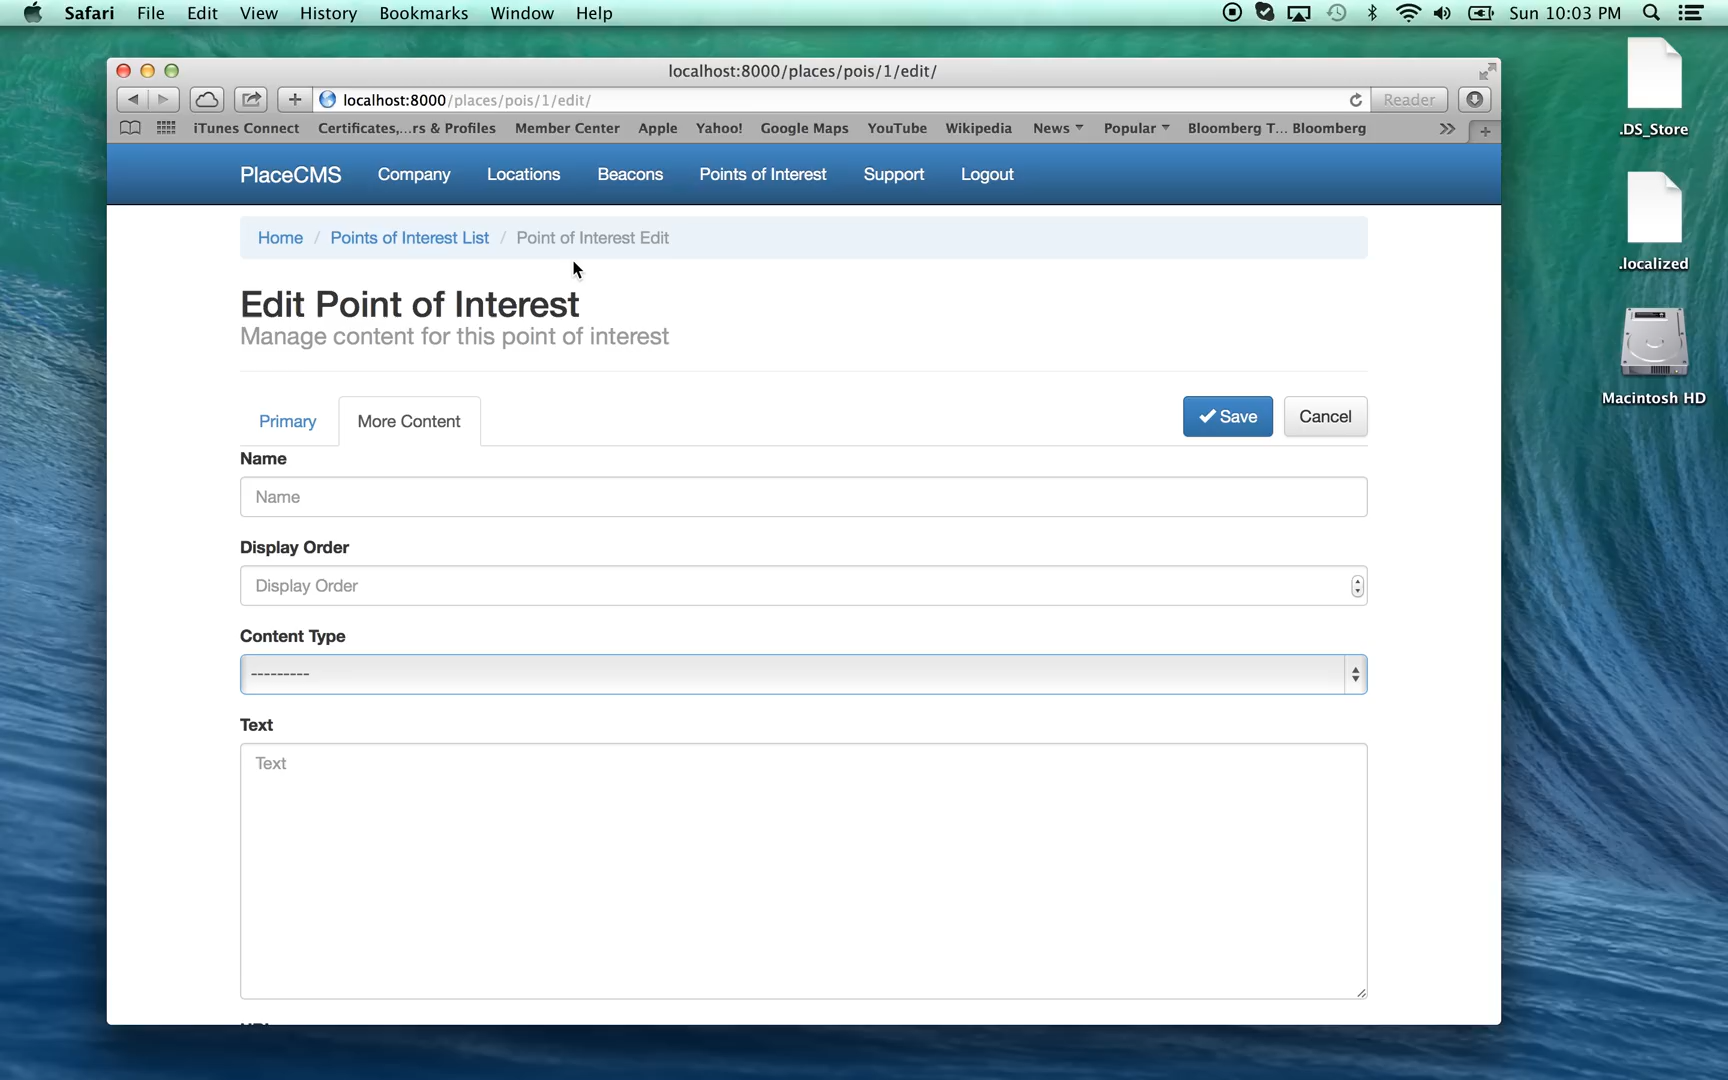 Safari File Edit View History Bookmarks Window Help Sun 10:03 PM
.DS_Store
.localized
Macintosh HD
localhost:8000/places/pois/1/edit/
localhost:8000/places/pois/1/edit/ Reader
iTunes Connect Certificates,...rs & Profiles Member Center Apple Yahoo! Google Maps YouTube Wikipedia News Popular Bloomberg T... Bloomberg
PlaceCMS Company Locations Beacons Points of Interest Support Logout
Home / Points of Interest List / Point of Interest Edit
Edit Point of Interest
Manage content for this point of interest
Primary More Content Save Cancel
Name
Name
Display Order
Display Order
Content Type
---------
Text
Text